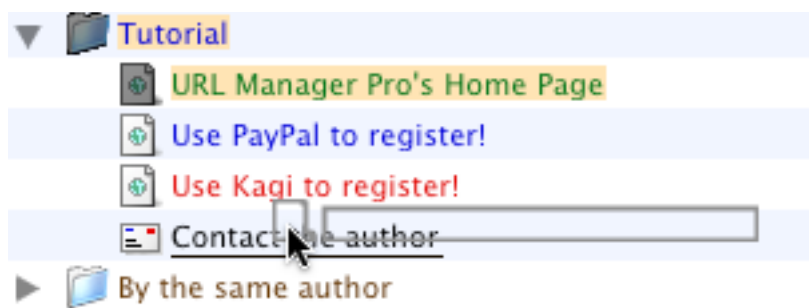 Tutorial
URL Manager Pro's Home Page
Use PayPal to register!
Use Kagi to register!
Contact the author
By the same author